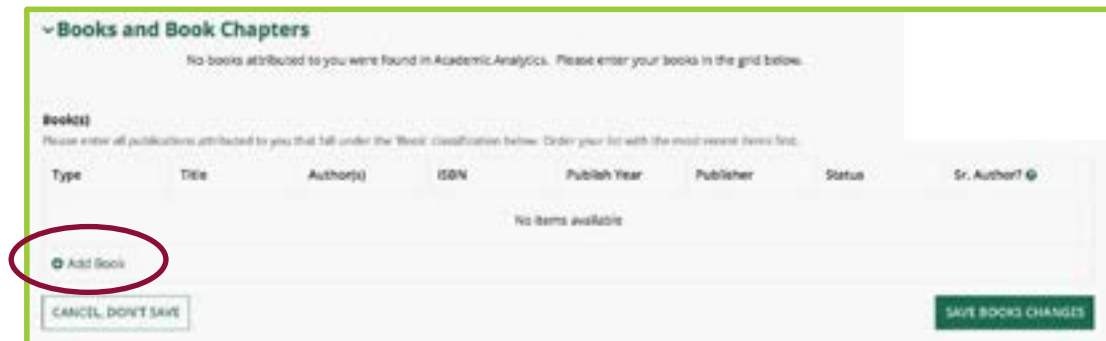 Books and Book Chapters
No books attributed to you were found in Academic Analytics. Please enter your books in the grid below.
Book(s)
Please enter all publications attributed to you that fall under the 'Book' classification below. Order your list with the most recent items first.
Type Title Author(s) ISBN Publish Year Publisher Status Sr. Author?
No items available
Add Book
CANCEL, DON'T SAVE SAVE BOOKS CHANGES